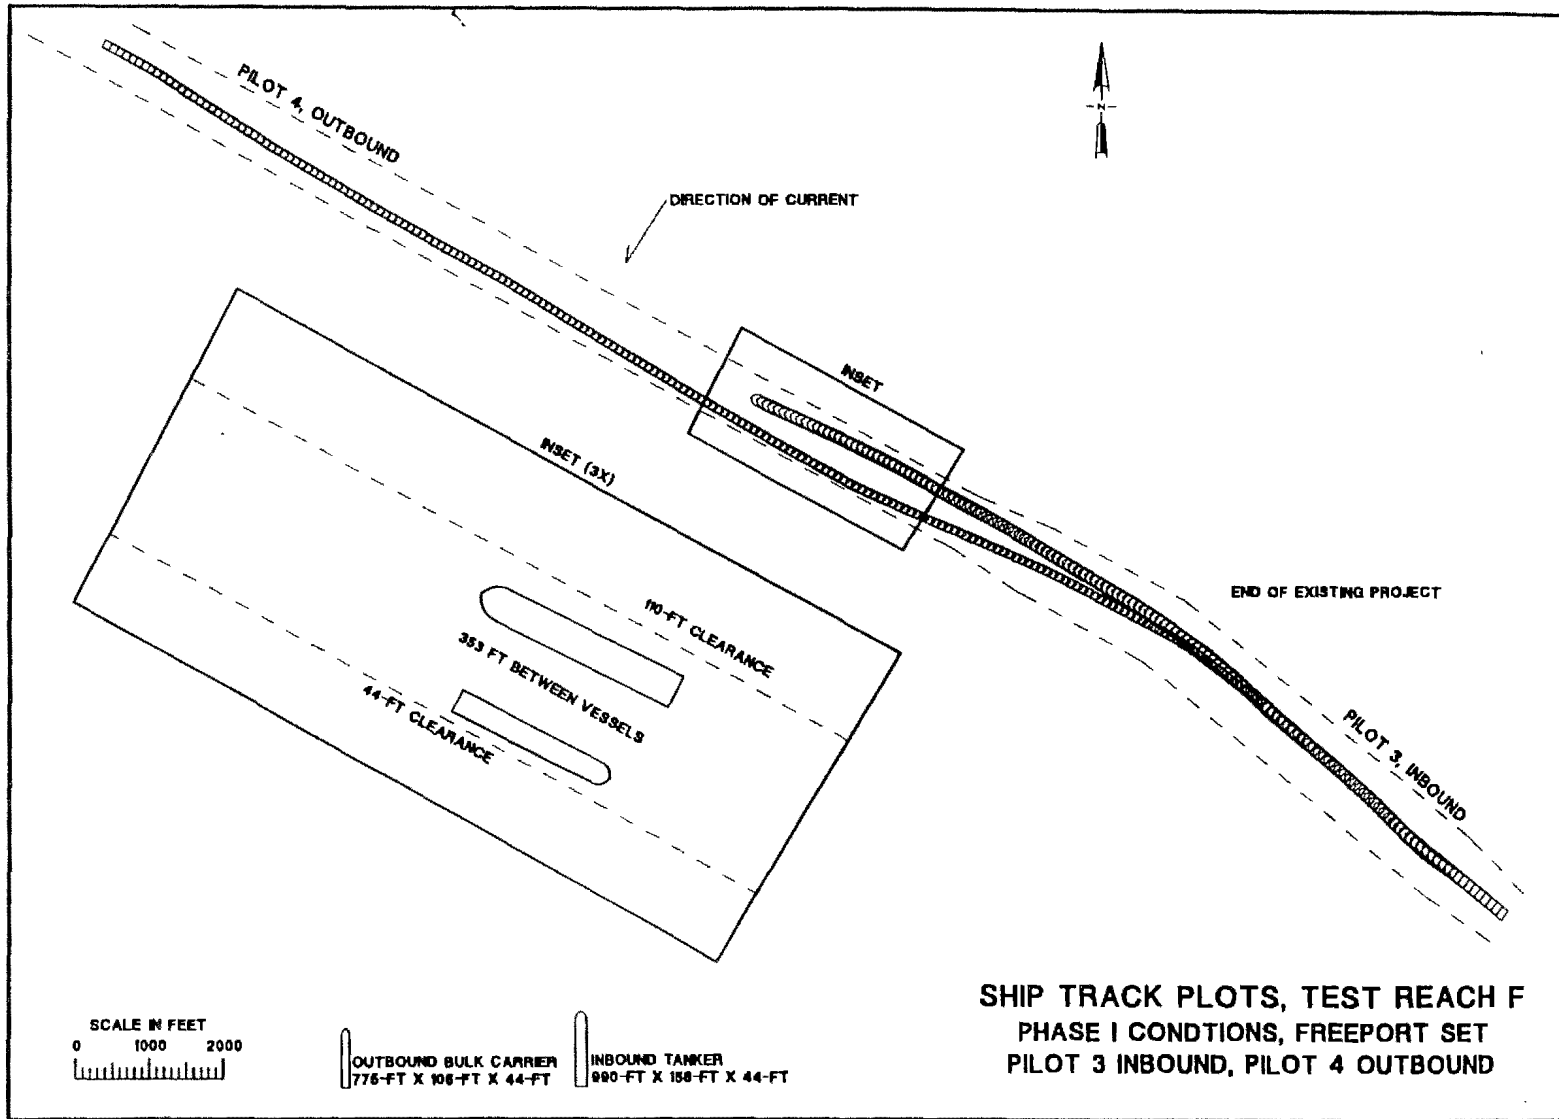 PILOT 4, OUTBOUND
-N-
DIRECTION OF CURRENT
INSET
INSET (3X)
END OF EXISTING PROJECT
110-FT CLEARANCE
353 FT BETWEEN VESSELS
44-FT CLEARANCE
PILOT 3, INBOUND
SCALE IN FEET
0 1000 2000
OUTBOUND BULK CARRIER
775-FT X 106-FT X 44-FT
INBOUND TANKER
990-FT X 156-FT X 44-FT
SHIP TRACK PLOTS, TEST REACH F
PHASE I CONDTIONS, FREEPORT SET
PILOT 3 INBOUND, PILOT 4 OUTBOUND